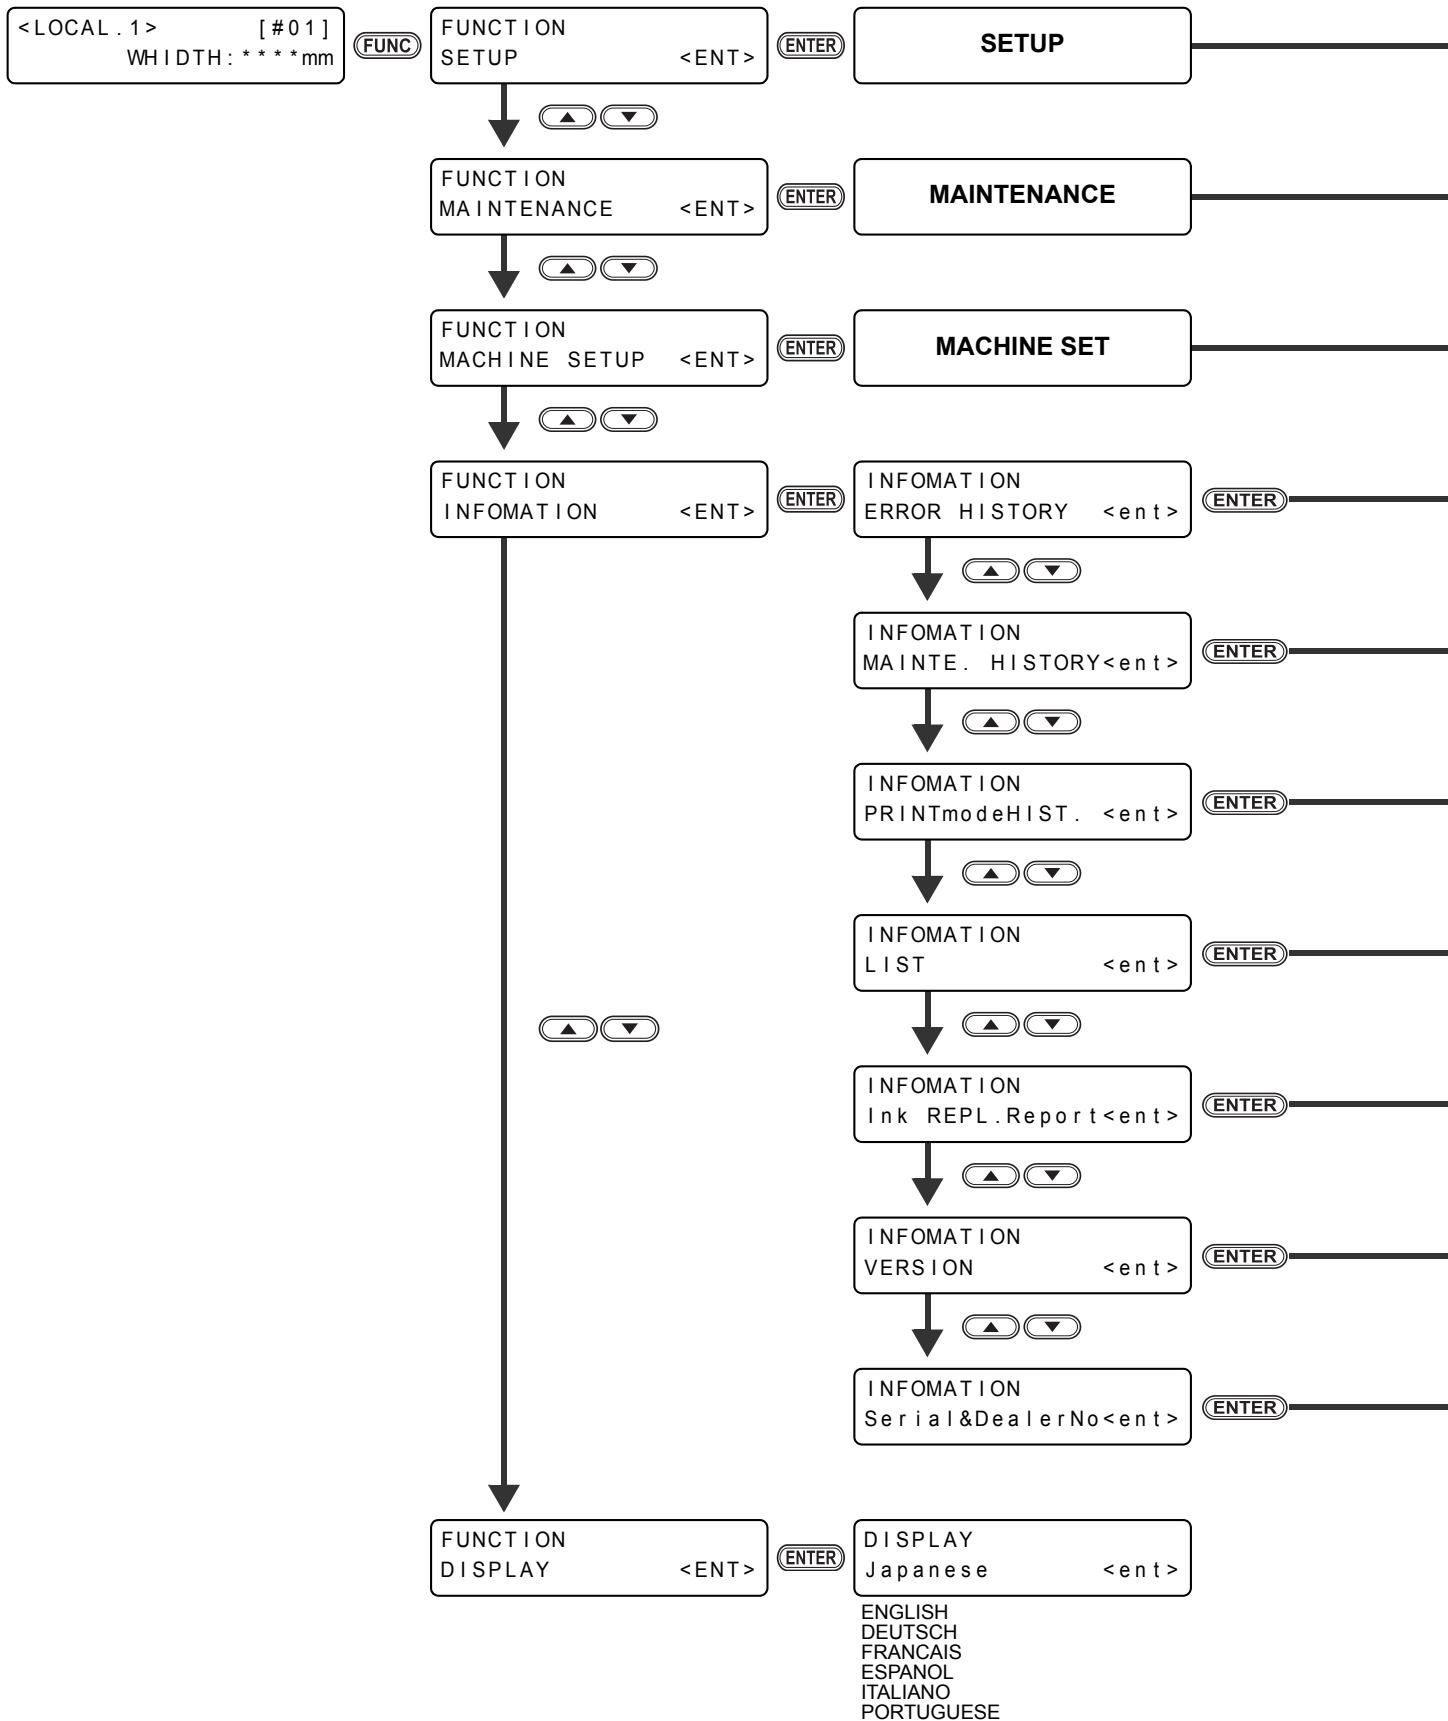 <LOCAL.1> [#01]
WHIDTH:****mm
FUNC
FUNCTION
SETUP <ENT>
ENTER
SETUP
FUNCTION
MAINTENANCE <ENT>
ENTER
MAINTENANCE
FUNCTION
MACHINE SETUP <ENT>
ENTER
MACHINE SET
FUNCTION
INFOMATION <ENT>
ENTER
INFOMATION
ERROR HISTORY <ent>
ENTER
INFOMATION
MAINTE. HISTORY<ent>
ENTER
INFOMATION
PRINTmodeHIST. <ent>
ENTER
INFOMATION
LIST <ent>
ENTER
INFOMATION
Ink REPL.Report<ent>
ENTER
INFOMATION
VERSION <ent>
ENTER
INFOMATION
Serial&DealerNo<ent>
ENTER
FUNCTION
DISPLAY <ENT>
ENTER
DISPLAY
Japanese <ent>
ENGLISH
DEUTSCH
FRANCAIS
ESPANOL
ITALIANO
PORTUGUESE